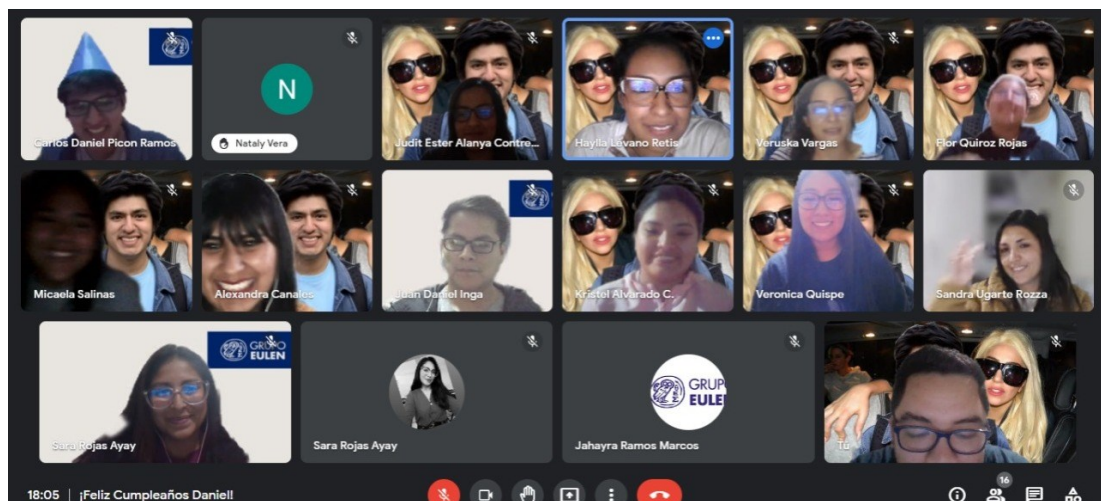 Carlos Daniel Picon Ramos
N
Nataly Vera
Judit Ester Alanya Contre...
Haylla Levano Retis
Veruska Vargas
Flor Quiroz Rojas
Micaela Salinas
Alexandra Canales
Juan Daniel Inga
Kristel Alvarado C.
Veronica Quispe
Sandra Ugarte Rozza
GRUPO
EULEN
Sara Rojas Ayay
Sara Rojas Ayay
GRUP
EULEN
Jahayra Ramos Marcos
Tú
18:05 | ¡Feliz Cumpleaños Daniel!
16